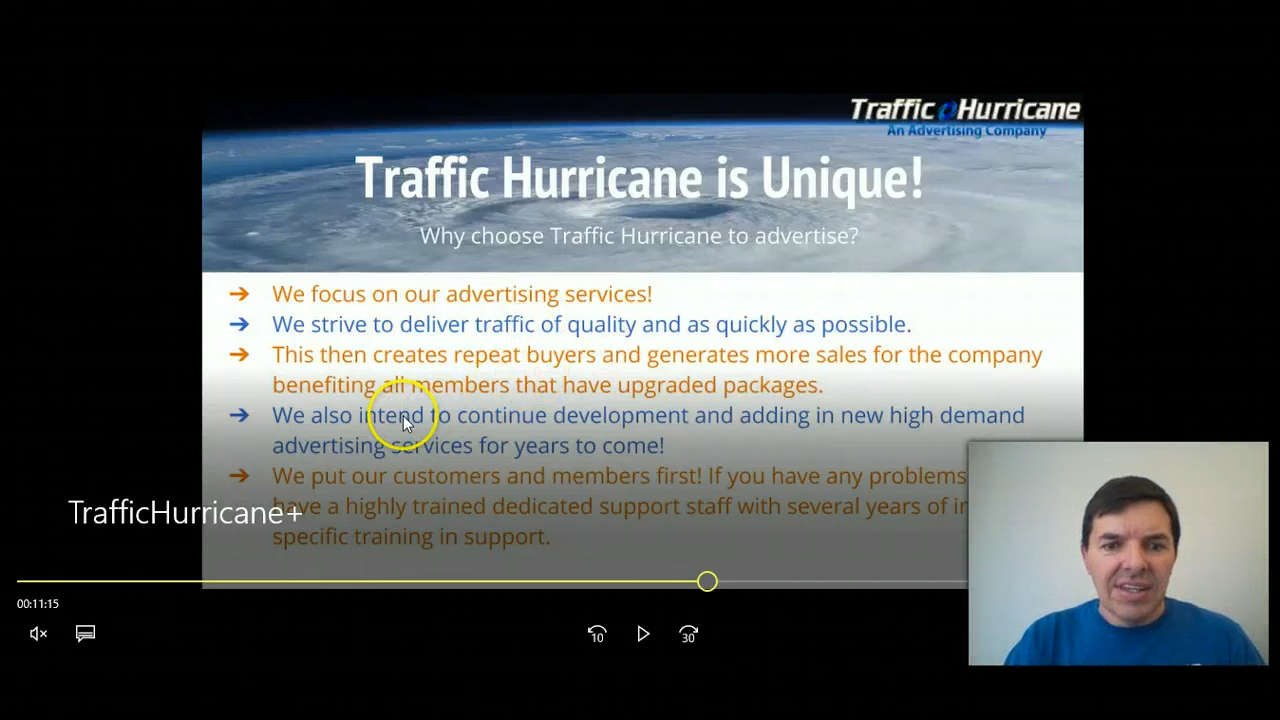 Traffic Hurricane
An Advertising Company
Traffic Hurricane is Unique!
Why choose Traffic Hurricane to advertise?
➔ We focus on our advertising services!
➔ We strive to deliver traffic of quality and as quickly as possible.
➔ This then creates repeat buyers and generates more sales for the company
benefiting all members that have upgraded packages.
➔ We also intend to continue development and adding in new high demand
advertising services for years to come!
➔ We put our customers and members first! If you have any problems
have a highly trained dedicated support staff with several years of
specific training in support.
TrafficHurricane+
00:11:15
10
30